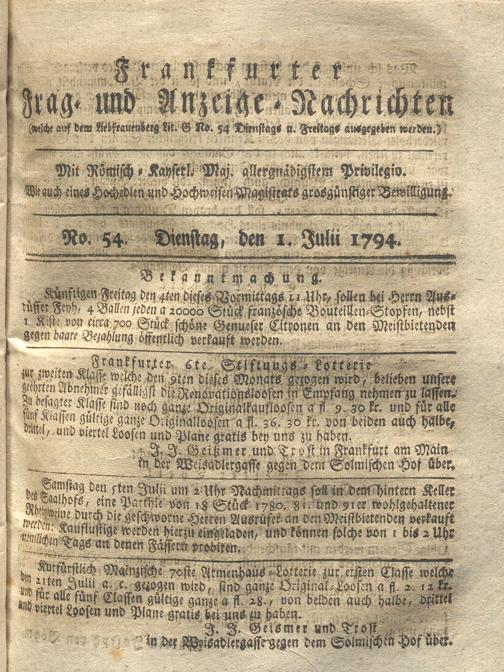 Frankfurter
Frag- und Anzeige-Nachrichten
(welche auf dem Liebfrauenberg Lit. G No. 54 Dienstags u. Freitags ausgegeben werden.)
Mit Römisch-Kayserl. Maj. allergnädigstem Privilegio.
Wie auch eines Hochedlen und Hochweisen Magistrats grosgünstiger Bewilligung.
No. 54. Dienstag, den 1. Julii 1794.
Bekanntmachung.
Künftigen Freitag den 4ten dieses Vormittags 11 Uhr, sollen bei Herrn Aus-
rüffer Fevh, 4 Ballen jeden a 20000 Stück französche Bouteillen-Stopfen, nebst
1 Kiste von circa 700 Stück schöne Genueser Citronen an den Meistbietenden
gegen baare Bezahlung öffentlich verkauft werden.
Frankfurter 6te Stiftungs-Lotterie
zur zweiten Klasse welche den 9ten dieses Monats gezogen wird, belieben unsere
geehrten Abnehmer gefälligst die Renovationsloosen in Empfang nehmen zu lassen.
Zu besagter Klasse sind noch ganze Originalkaufloosen a fl 9. 30 kr. und für alle
fünf Klassen gültige ganze Originalloosen a fl. 36. 30 kr. von beiden auch halbe,
drittel, und viertel Loosen und Plane gratis bey uns zu haben.
J. J. Geißmer und Trost in Frankfurt am Main
in der Weisadlergasse gegen dem Solmischen Hof über.
Samstag den 5ten Julii um 2 Uhr Nachmittags soll in dem hintern Keller
des Saalhofs, eine Parthie von 18 Stück 1780. 81. und 91er wohlgehaltener
Rheinweine durch die geschworne Herren Ausrüfer an den Meistbietenden verkauft
werden: Kauflustige werden hierzu eingeladen, und können solche von 1 bis 2 Uhr
nämlichen Tags an denen Fässern probiren.
Kurfürstlich Mainzische 70ste Armenhaus-Lotterie zur ersten Classe welche
den 21ten Julii a. c. gezogen wird, sind ganze Original-Loosen a fl 2. 12 kr.
und für alle fünf Classen gültige ganze a fl. 28., von beiden auch halbe, drittel
und viertel Loosen und Plane gratis bei uns zu haben.
J. J. Geismer und Trost
in der Weisadlergasse gegen dem Solmischen Hof über.